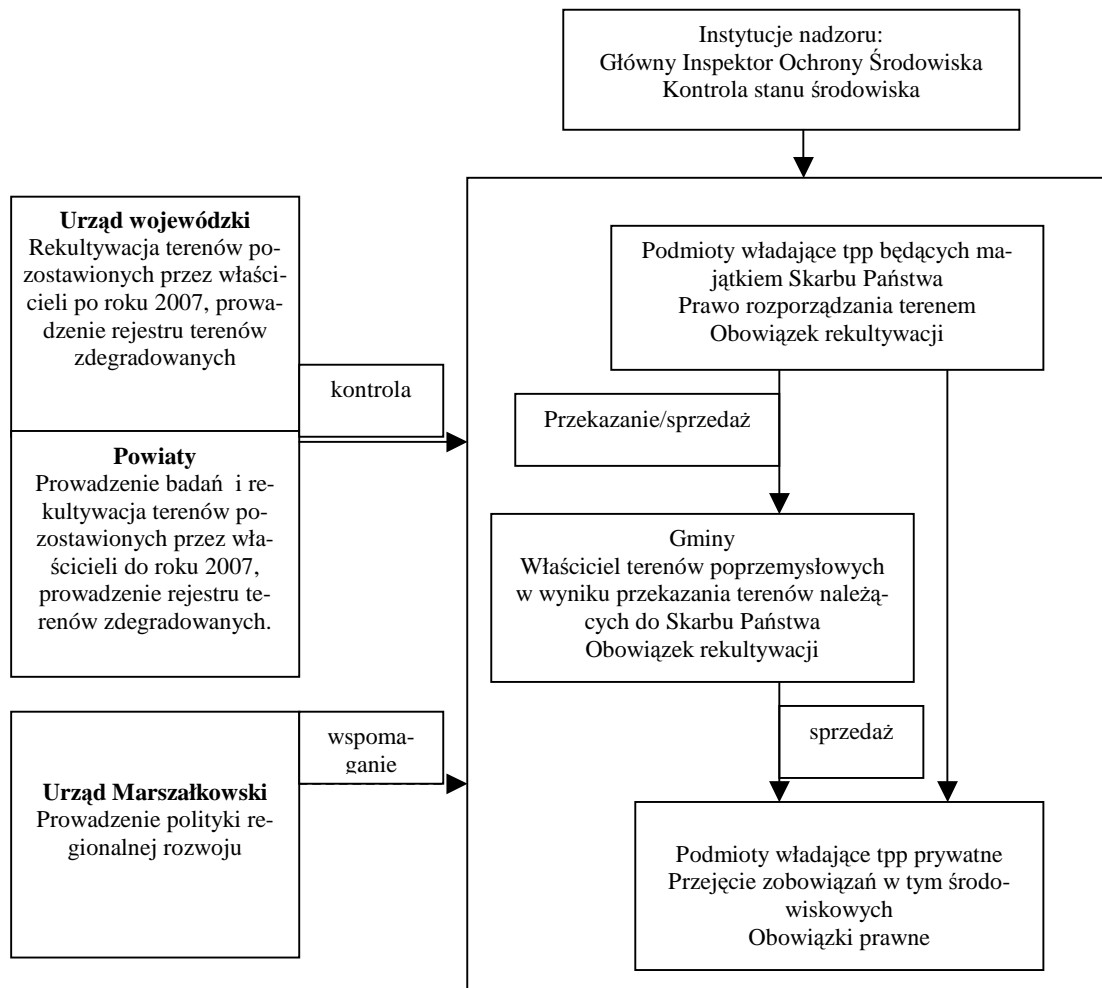 Instytucje nadzoru:
Główny Inspektor Ochrony Środowiska
Kontrola stanu środowiska
Urząd wojewódzki
Rekultywacja terenów po-
zostawionych przez właści-
cieli po roku 2007, prowa-
dzenie rejestru terenów
zdegradowanych
kontrola
Powiaty
Prowadzenie badań i re-
kultywacja terenów po-
zostawionych przez wła-
ścicieli do roku 2007,
prowadzenie rejestru te-
renów zdegradowanych.
Urząd Marszałkowski
Prowadzenie polityki re-
gionalnej rozwoju
wspoma-
ganie
Podmioty władające tpp będących ma-
jątkiem Skarbu Państwa
Prawo rozporządzania terenem
Obowiązek rekultywacji
Przekazanie/sprzedaż
Gminy
Właściciel terenów poprzemysłowych
w wyniku przekazania terenów należą-
cych do Skarbu Państwa
Obowiązek rekultywacji
sprzedaż
Podmioty władające tpp prywatne
Przejęcie zobowiązań w tym środo-
wiskowych
Obowiązki prawne